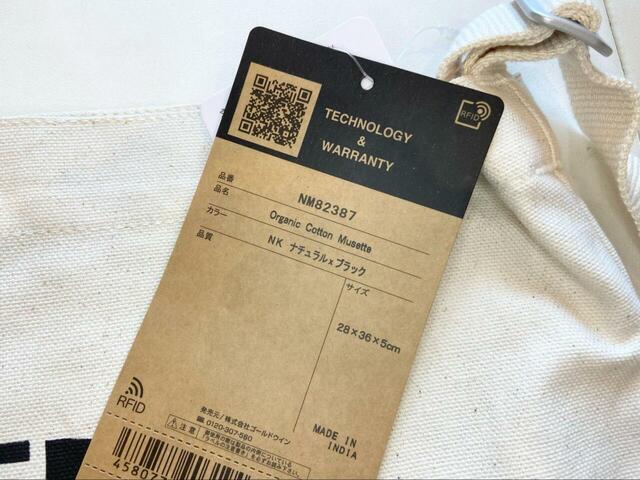 TECHNOLOGY
&
WARRANTY
RFID
品番
NM82387
品名
Organic Cotton Musette
カラー
NK ナチュラル×ブラック
品質
サイズ
28×36×5cm
RFID
発売元/株式会社ゴールドウイン
☎0120-307-560
⚠注意
MADE IN
INDIA